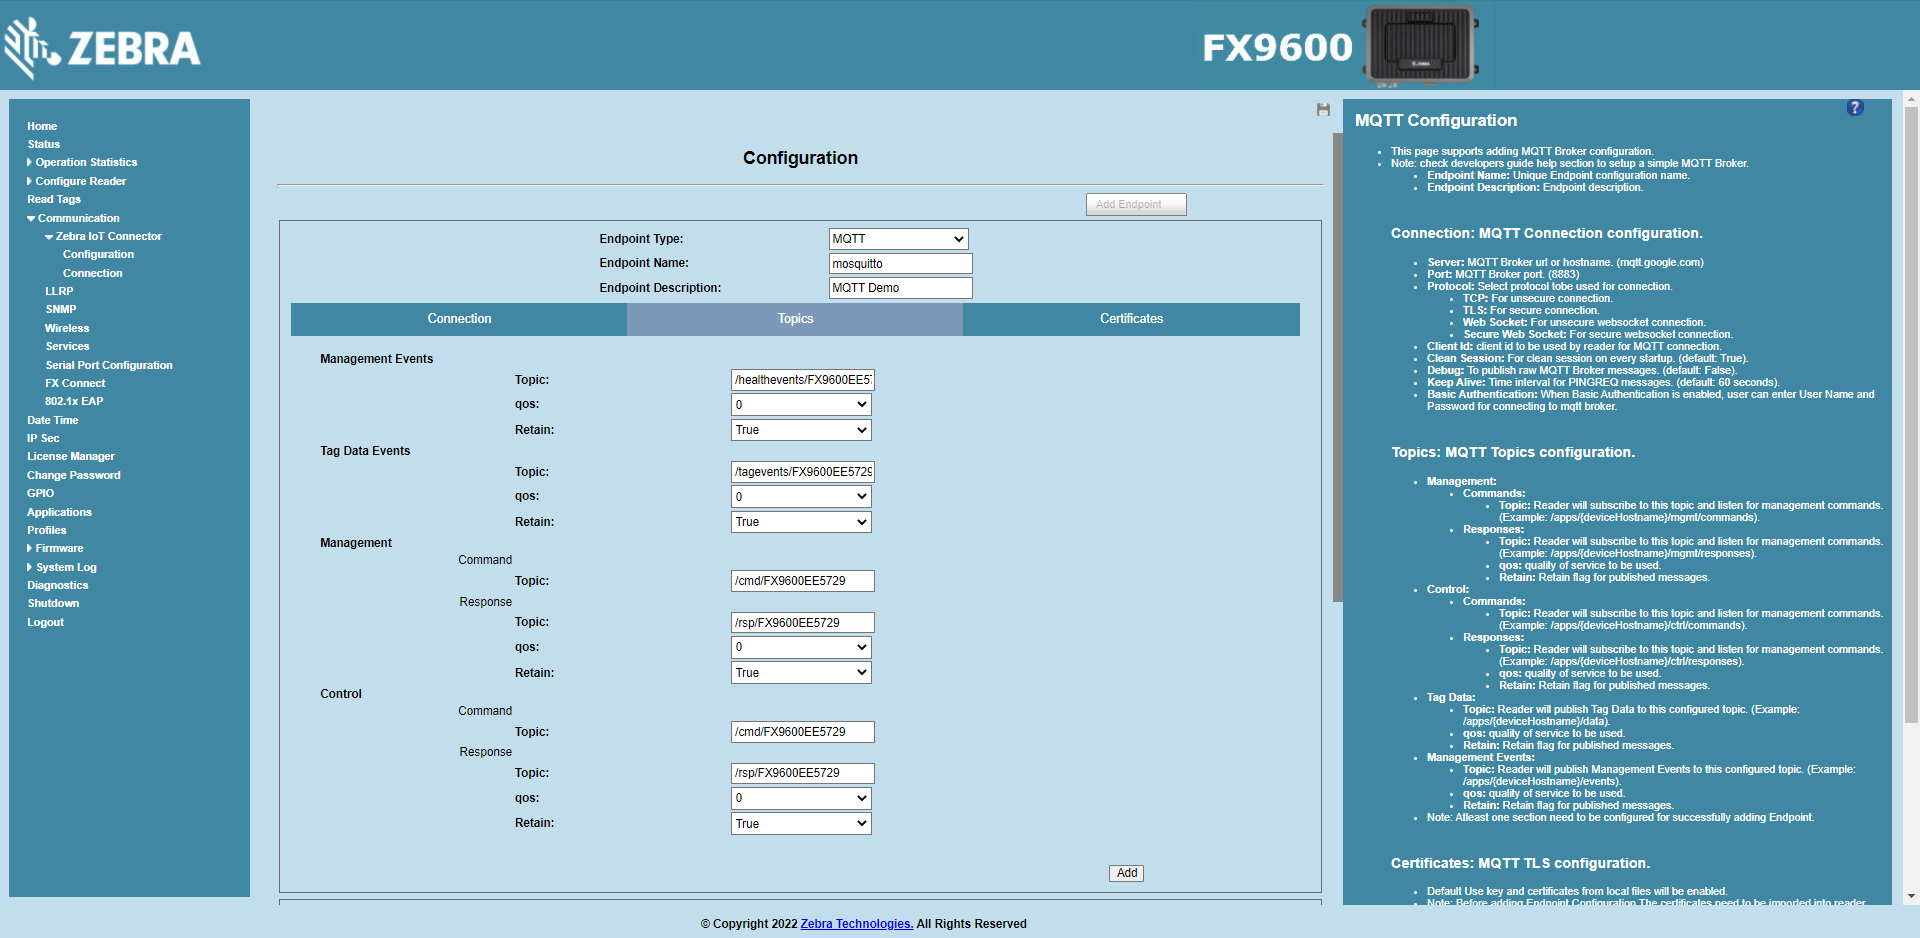 ZEBRA
FX9600
Home
Status
Operation Statistics
Configure Reader
Read Tags
Communication
Zebra IoT Connector
Configuration
Connection
LLRP
SNMP
Wireless
Services
Serial Port Configuration
FX Connect
802.1x EAP
Date Time
IP Sec
License Manager
Change Password
GPIO
Applications
Profiles
Firmware
System Log
Diagnostics
Shutdown
Logout
Configuration
Add Endpoint
Endpoint Type: MQTT
Endpoint Name: mosquitto
Endpoint Description: MQTT Demo
Connection Topics Certificates
Management Events
Topic: /healthevents/FX9600EE57
qos: 0
Retain: True
Tag Data Events
Topic: /tagevents/FX9600EE5729
qos: 0
Retain: True
Management
Command
Topic: /cmd/FX9600EE5729
Response
Topic: /rsp/FX9600EE5729
qos: 0
Retain: True
Control
Command
Topic: /cmd/FX9600EE5729
Response
Topic: /rsp/FX9600EE5729
qos: 0
Retain: True
Add
?
MQTT Configuration
• This page supports adding MQTT Broker configuration.
• Note: check developers guide help section to setup a simple MQTT Broker.
• Endpoint Name: Unique Endpoint configuration name.
• Endpoint Description: Endpoint description.
Connection: MQTT Connection configuration.
• Server: MQTT Broker url or hostname. (mqtt.google.com)
• Port: MQTT Broker port. (8883)
• Protocol: Select protocol tobe used for connection.
• TCP: For unsecure connection.
• TLS: For secure connection.
• Web Socket: For unsecure websocket connection.
• Secure Web Socket: For secure websocket connection.
• Client Id: client id to be used by reader for MQTT connection.
• Clean Session: For clean session on every startup. (default: True).
• Debug: To publish raw MQTT Broker messages. (default: False).
• Keep Alive: Time interval for PINGREQ messages. (default: 60 seconds).
• Basic Authentication: When Basic Authentication is enabled, user can enter User Name and
Password for connecting to mqtt broker.
Topics: MQTT Topics configuration.
• Management:
• Commands:
• Topic: Reader will subscribe to this topic and listen for management commands.
(Example: /apps/{deviceHostname}/mgmt/commands).
• Responses:
• Topic: Reader will subscribe to this topic and listen for management commands.
(Example: /apps/{deviceHostname}/mgmt/responses).
• qos: quality of service to be used.
• Retain: Retain flag for published messages.
• Control:
• Commands:
• Topic: Reader will subscribe to this topic and listen for management commands.
(Example: /apps/{deviceHostname}/ctrl/commands).
• Responses:
• Topic: Reader will subscribe to this topic and listen for management commands.
(Example: /apps/{deviceHostname}/ctrl/responses).
• qos: quality of service to be used.
• Retain: Retain flag for published messages.
• Tag Data:
• Topic: Reader will publish Tag Data to this configured topic. (Example:
/apps/{deviceHostname}/data).
• qos: quality of service to be used.
• Retain: Retain flag for published messages.
• Management Events:
• Topic: Reader will publish Management Events to this configured topic. (Example:
/apps/{deviceHostname}/events).
• qos: quality of service to be used.
• Retain: Retain flag for published messages.
• Note: Atleast one section need to be configured for successfully adding Endpoint.
Certificates: MQTT TLS configuration.
• Default Use key and certificates from local files will be enabled.
• Note: Before adding Endpoint Configuration The certificates need to be imported into reader
© Copyright 2022 Zebra Technologies. All Rights Reserved